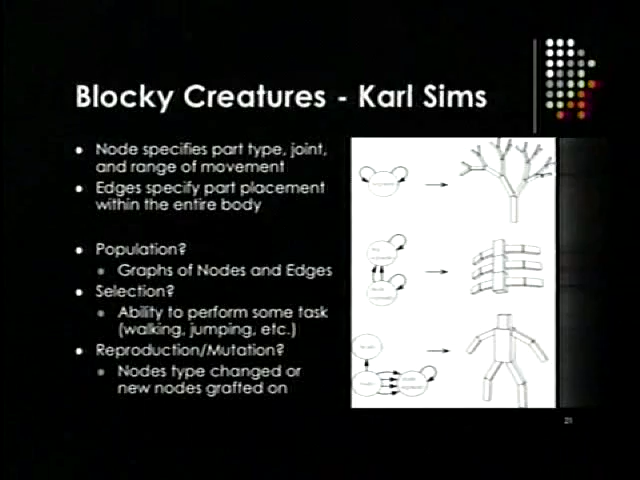 Blocky Creatures - Karl Sims
• Node specifies part type, joint,
and range of movement
• Edges specify part placement
within the entire body
• Population?
• Graphs of Nodes and Edges
• Selection?
• Ability to perform some task
(walking, jumping, etc.)
• Reproduction/Mutation?
• Nodes type changed or
new nodes grafted on